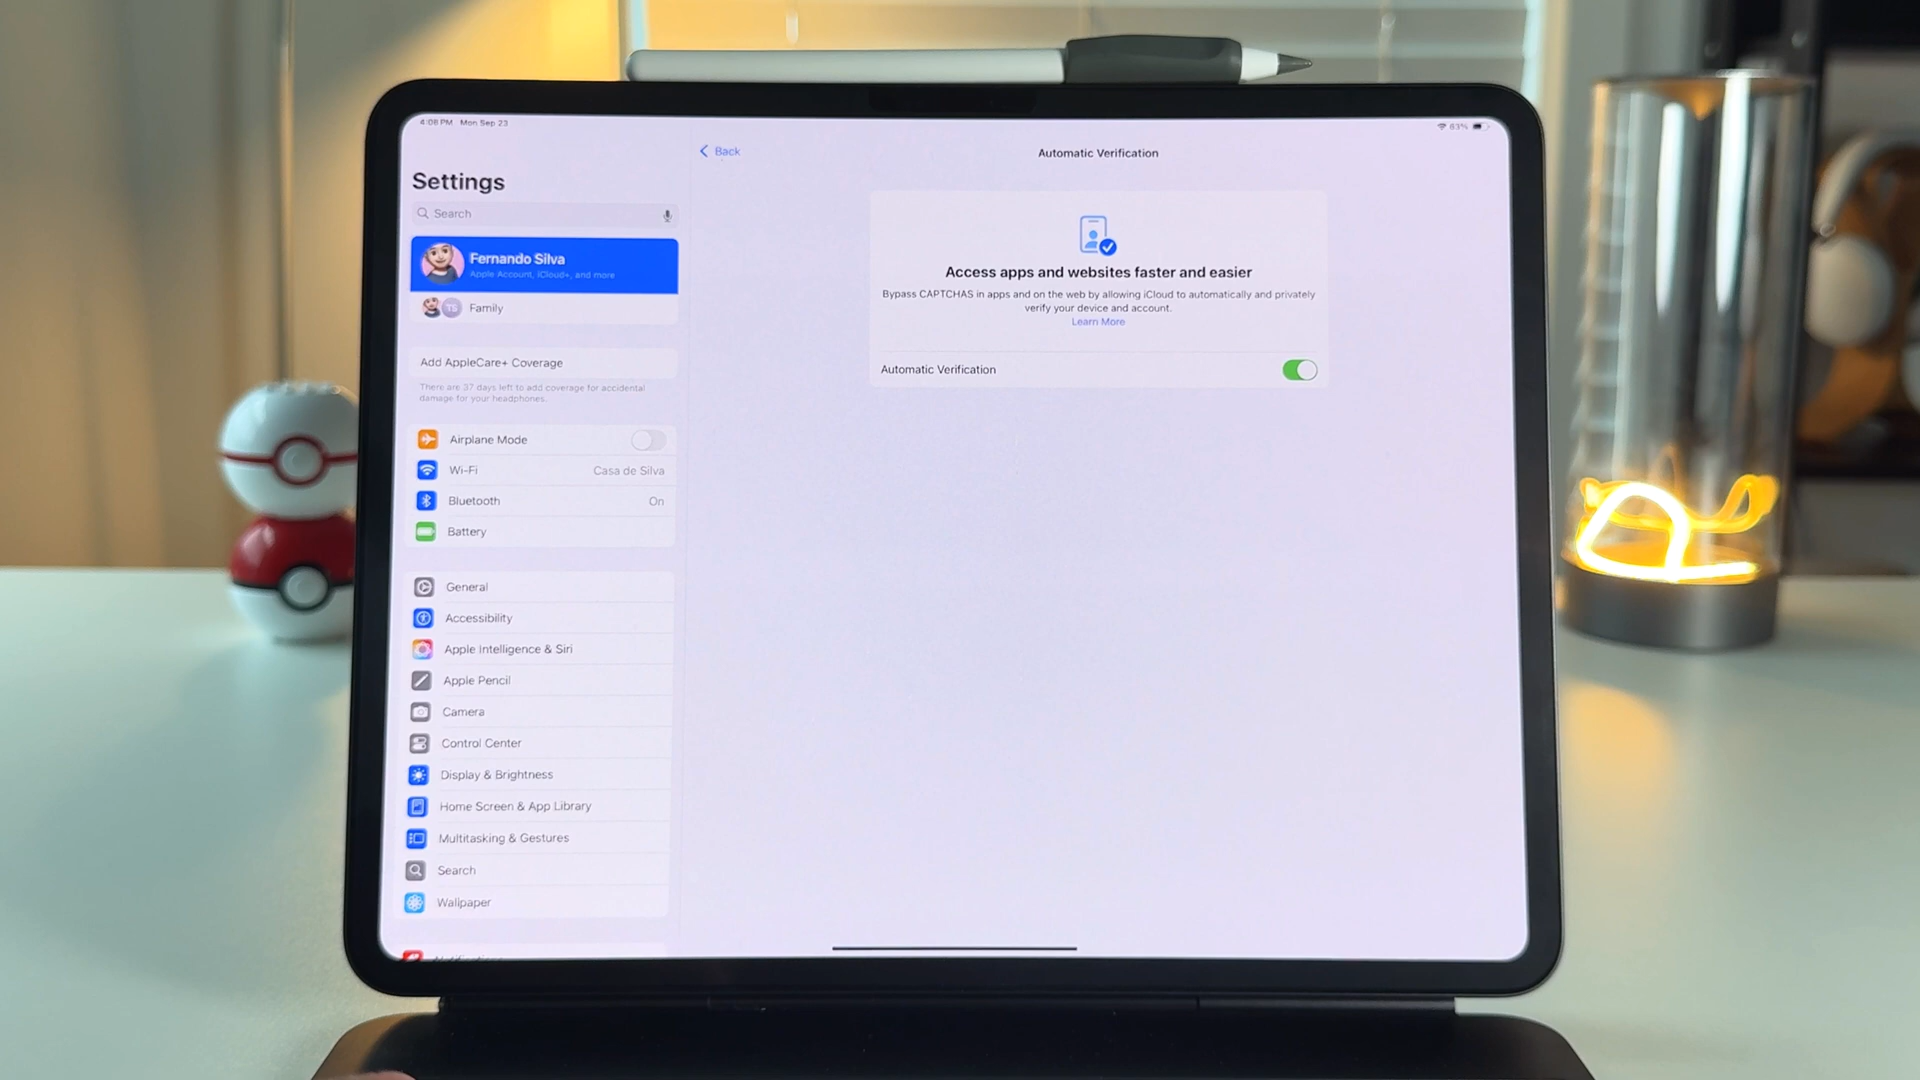 4:08 PM Mon Sep 23
63%
Back
Automatic Verification
Settings
Search
Fernando Silva
Apple Account, iCloud+, and more
TS
Family
Add AppleCare+ Coverage
There are 37 days left to add coverage for accidental
damage for your headphones.
Airplane Mode
Wi-Fi Casa de Silva
Bluetooth On
Battery
General
Accessibility
Apple Intelligence & Siri
Apple Pencil
Camera
Control Center
Display & Brightness
Home Screen & App Library
Multitasking & Gestures
Search
Wallpaper
Access apps and websites faster and easier
Bypass CAPTCHAS in apps and on the web by allowing iCloud to automatically and privately
verify your device and account.
Learn More
Automatic Verification